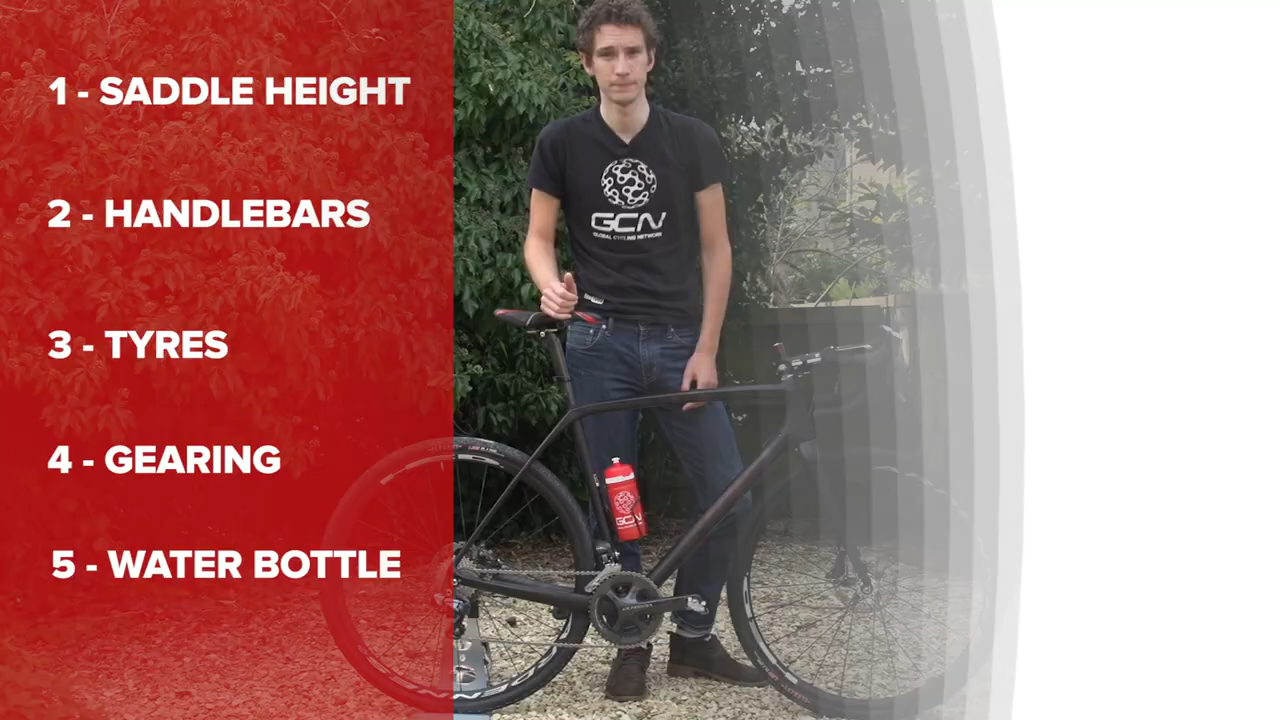 1 - SADDLE HEIGHT
2 - HANDLEBARS
3 - TYRES
4 - GEARING
5 - WATER BOTTLE
GCN
GLOBAL CYCLING NETWORK
GCN